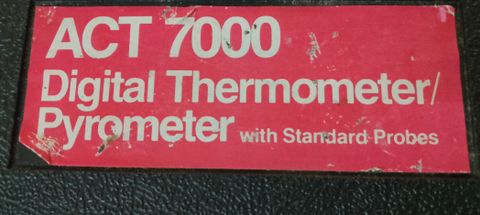 ACT 7000
Digital Thermometer/
Pyrometer with Standard Probes